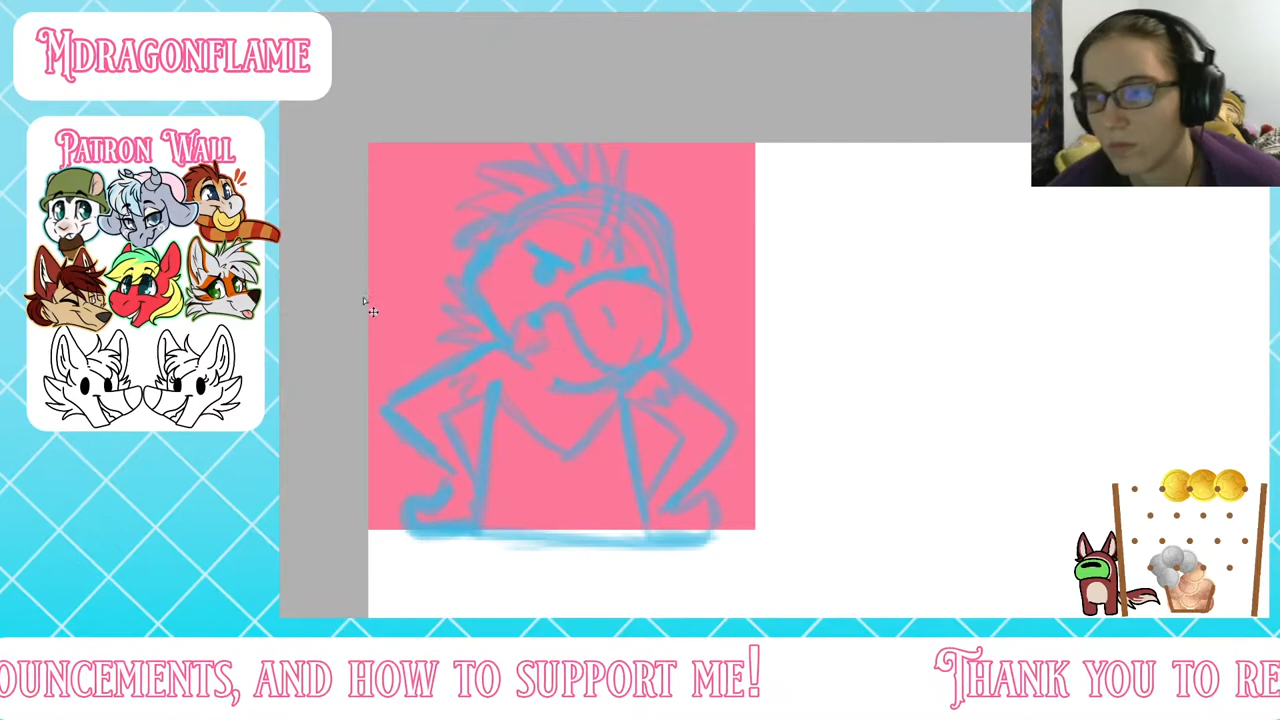 Mdragonflame
Patron Wall
ouncements, and how to support me! Thank you to re